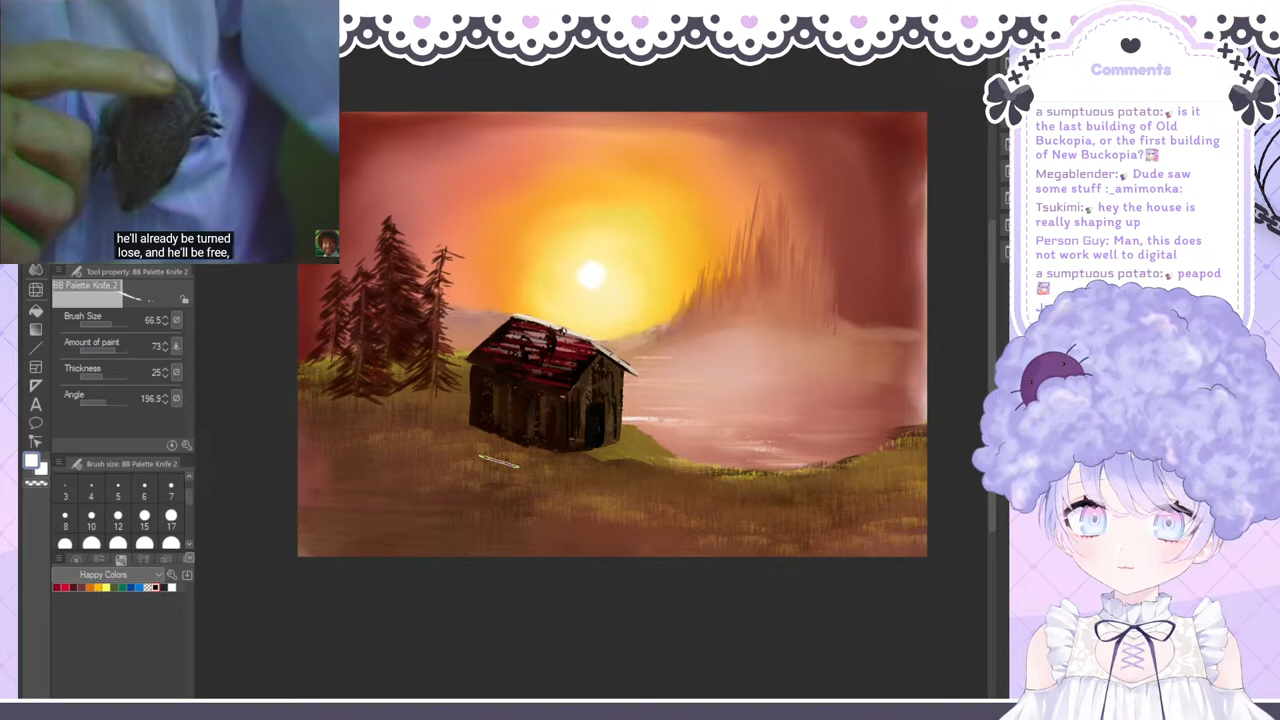 Comments
a sumptuous potato: is it
the last building of Old
Buckopia, or the first building
of New Buckopia?
Megablender: Dude saw
some stuff :_amimonka:
Tsukimi: hey the house is
really shaping up
Person Guy: Man, this does
not work well to digital
a sumptuous potato: peapod
he'll already be turned
lose, and he'll be free,
Tool property: BB Palette Knife 2
BB Palette Knife 2
Brush Size 66.5
Amount of paint 73
Thickness 25
Angle 196.9
Brush size: BB Palette Knife 2
3 4 5 6 7
8 10 12 15 17
Happy Colors